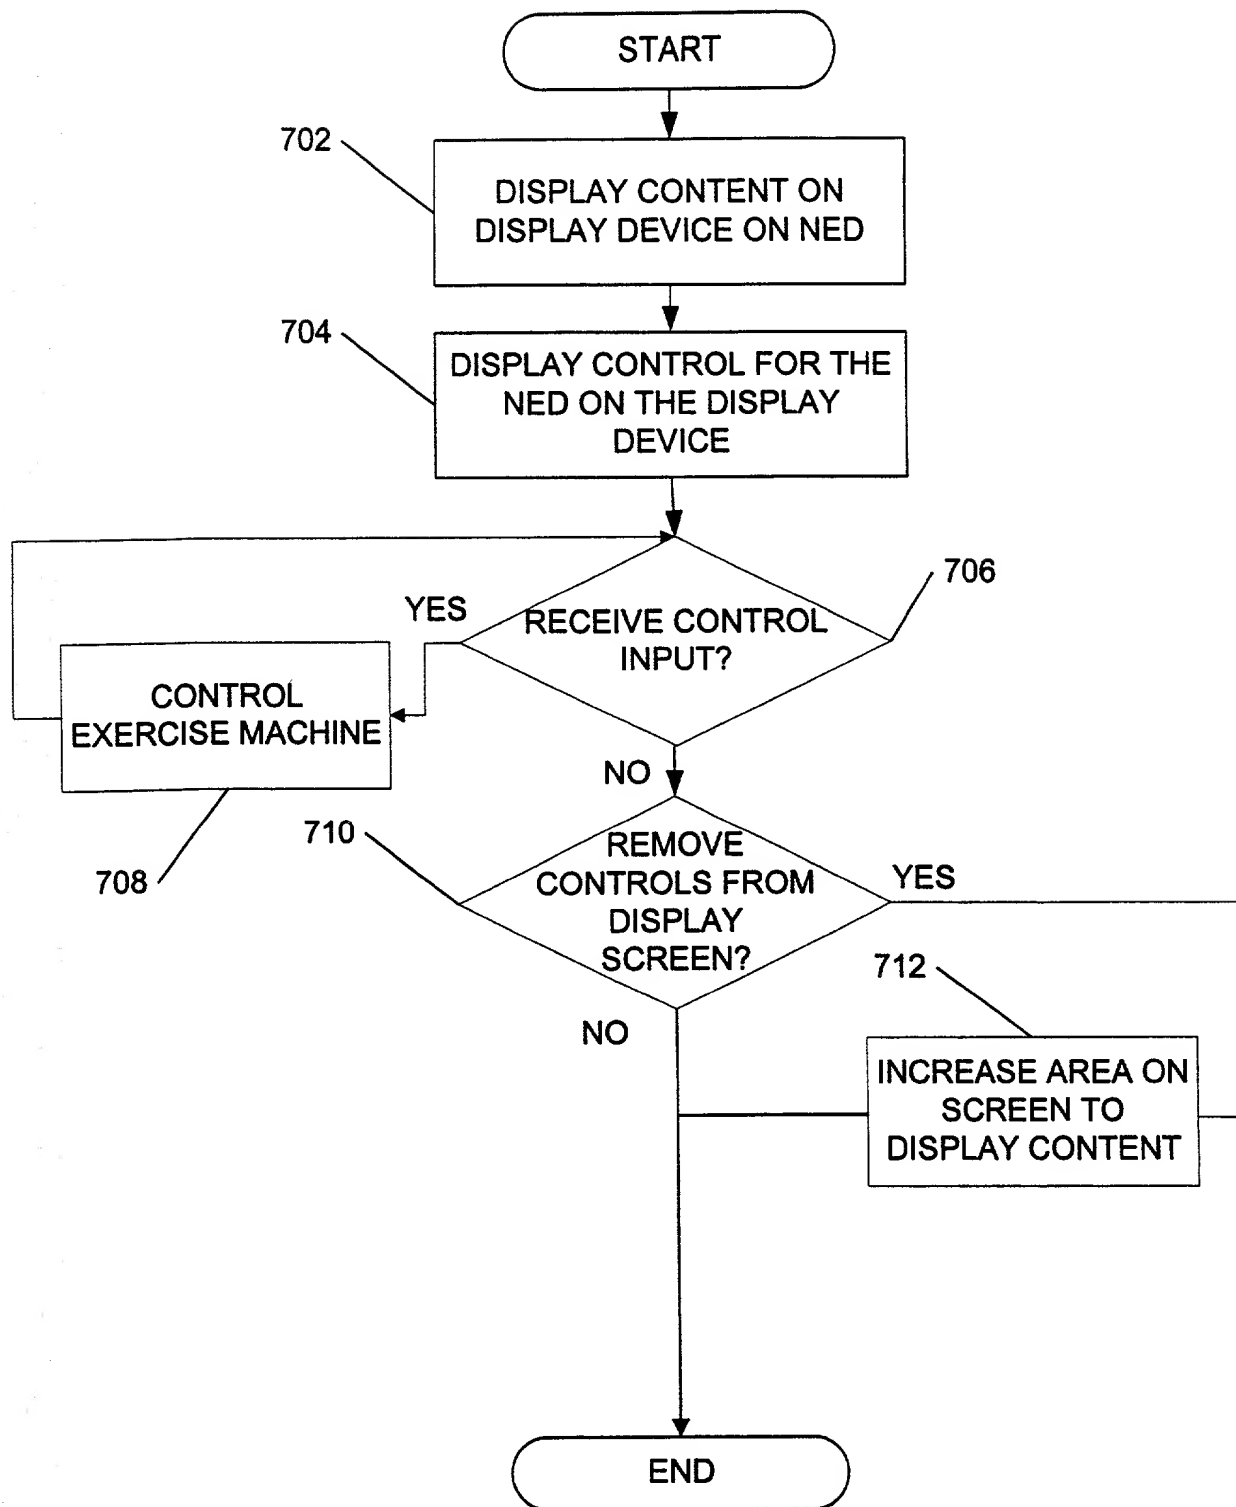 START
702
DISPLAY CONTENT ON
DISPLAY DEVICE ON NED
704
DISPLAY CONTROL FOR THE
NED ON THE DISPLAY
DEVICE
706
YES
RECEIVE CONTROL
INPUT?
CONTROL
EXERCISE MACHINE
708
NO
710
REMOVE
CONTROLS FROM
DISPLAY
SCREEN?
YES
712
NO
INCREASE AREA ON
SCREEN TO
DISPLAY CONTENT
END